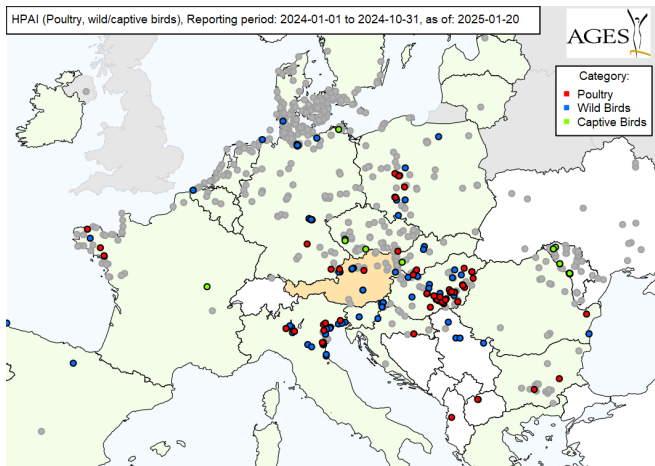 HPAI (Poultry, wild/captive birds), Reporting period: 2024-01-01 to 2024-10-31, as of: 2025-01-20
AGES
Category:
Poultry
Wild Birds
Captive Birds